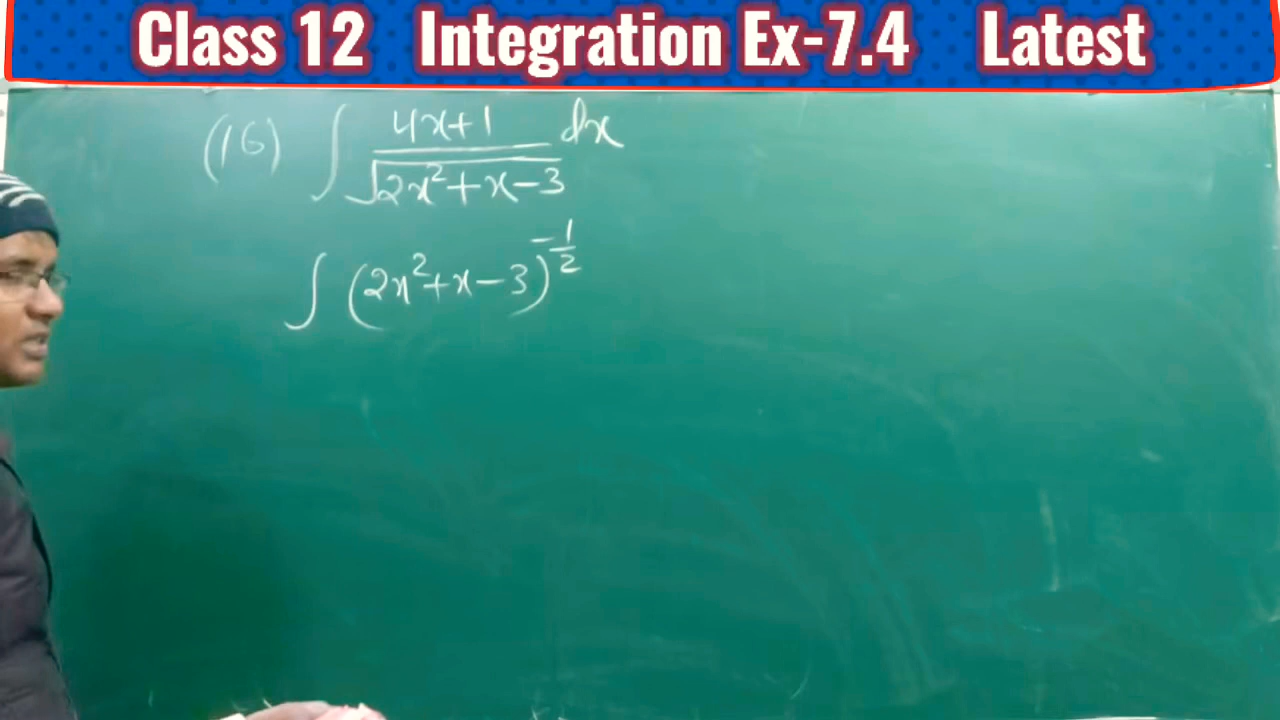 Class 12 Integration Ex-7.4 Latest
(16) ∫ (4x+1)/√(2x²+x-3) dx
∫ (2x²+x-3)^(-1/2)